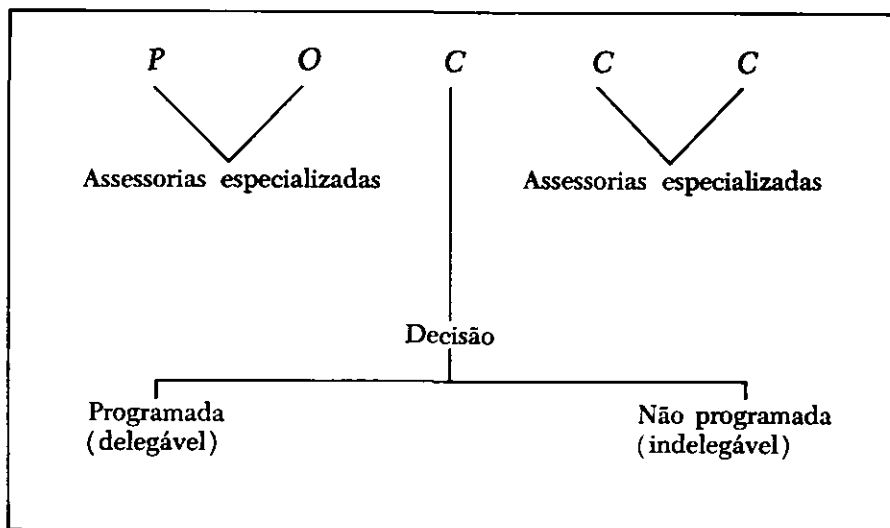 P O C C C
Assessorias especializadas Assessorias especializadas
Decisão
Programada Não programada
(delegável) (indelegável)